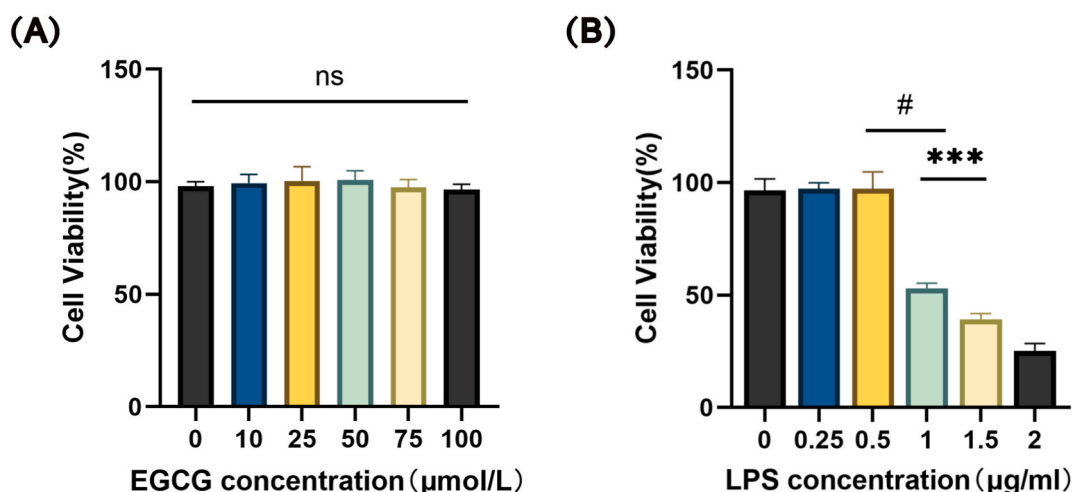 (A)
150
ns
100
50
0
Cell Viability(%)
0 10 25 50 75 100
EGCG concentration（μmol/L）
(B)
150
#
***
100
50
0
Cell Viability(%)
0 0.25 0.5 1 1.5 2
LPS concentration（μg/ml）